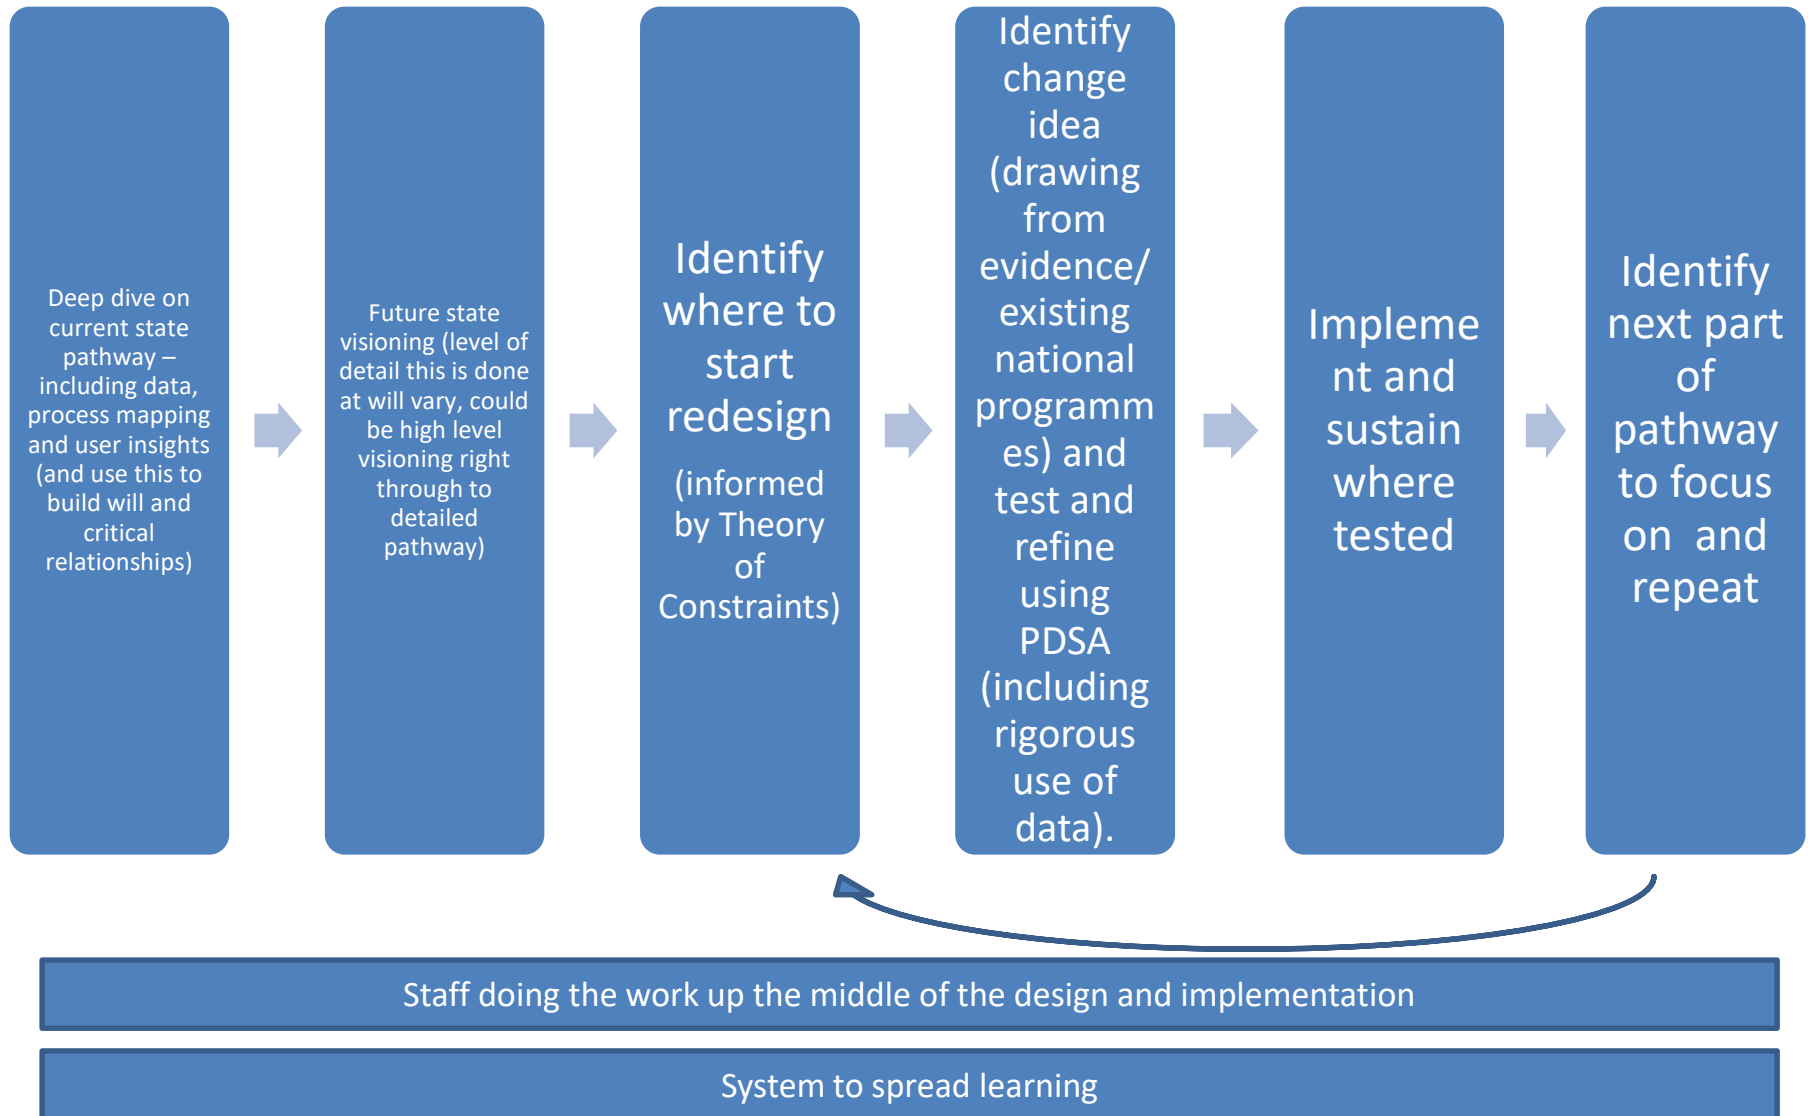 Deep dive on
current state
pathway –
including data,
process mapping
and user insights
(and use this to
build will and
critical
relationships)
Future state
visioning (level of
detail this is done
at will vary, could
be high level
visioning right
through to
detailed
pathway)
Identify
where to
start
redesign
(informed
by Theory
of
Constraints)
Identify
change
idea
(drawing
from
evidence/
existing
national
programm
es) and
test and
refine
using
PDSA
(including
rigorous
use of
data).
Impleme
nt and
sustain
where
tested
Identify
next part
of
pathway
to focus
on  and
repeat
Staff doing the work up the middle of the design and implementation
System to spread learning